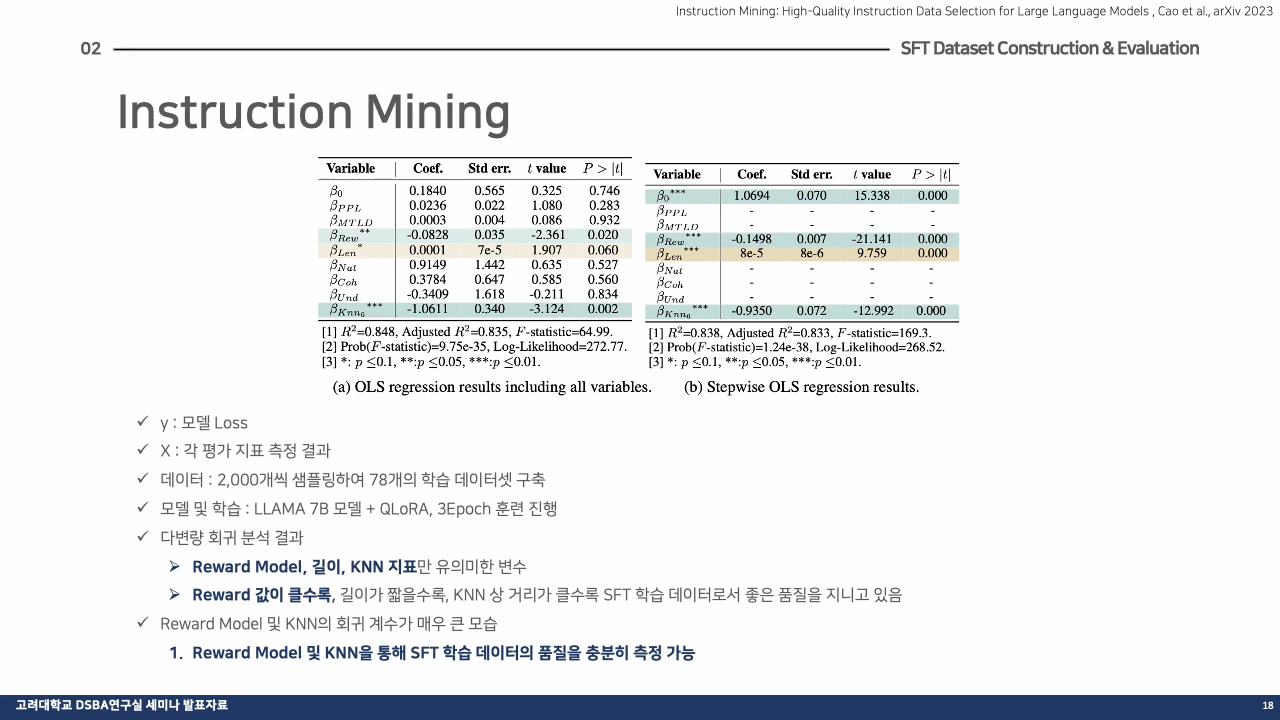 Instruction Mining: High-Quality Instruction Data Selection for Large Language Models , Cao et al., arXiv 2023
02
SFT Dataset Construction & Evaluation
Instruction Mining
Variable Coef. Std err. t value P > |t|
β0 0.1840 0.565 0.325 0.746
βPPL 0.0236 0.022 1.080 0.283
βMTLD 0.0003 0.004 0.086 0.932
βRew** -0.0828 0.035 -2.361 0.020
βLen* 0.0001 7e-5 1.907 0.060
βNat 0.9149 1.442 0.635 0.527
βCoh 0.3784 0.647 0.585 0.560
βUnd -0.3409 1.618 -0.211 0.834
βKnn6*** -1.0611 0.340 -3.124 0.002
[1] R²=0.848, Adjusted R²=0.835, F-statistic=64.99.
[2] Prob(F-statistic)=9.75e-35, Log-Likelihood=272.77.
[3] *: p ≤0.1, **:p ≤0.05, ***:p ≤0.01.
(a) OLS regression results including all variables.
Variable Coef. Std err. t value P > |t|
β0*** 1.0694 0.070 15.338 0.000
βPPL - - - -
βMTLD - - - -
βRew*** -0.1498 0.007 -21.141 0.000
βLen*** 8e-5 8e-6 9.759 0.000
βNat - - - -
βCoh - - - -
βUnd - - - -
βKnn6*** -0.9350 0.072 -12.992 0.000
[1] R²=0.838, Adjusted R²=0.833, F-statistic=169.3.
[2] Prob(F-statistic)=1.24e-38, Log-Likelihood=268.52.
[3] *: p ≤0.1, **:p ≤0.05, ***:p ≤0.01.
(b) Stepwise OLS regression results.
✓ y : 모델 Loss
✓ X : 각 평가 지표 측정 결과
✓ 데이터 : 2,000개씩 샘플링하여 78개의 학습 데이터셋 구축
✓ 모델 및 학습 : LLAMA 7B 모델 + QLoRA, 3Epoch 훈련 진행
✓ 다변량 회귀 분석 결과
➢ Reward Model, 길이, KNN 지표만 유의미한 변수
➢ Reward 값이 클수록, 길이가 짧을수록, KNN 상 거리가 클수록 SFT 학습 데이터로서 좋은 품질을 지니고 있음
✓ Reward Model 및 KNN의 회귀 계수가 매우 큰 모습
1. Reward Model 및 KNN을 통해 SFT 학습 데이터의 품질을 충분히 측정 가능
고려대학교 DSBA연구실 세미나 발표자료
18